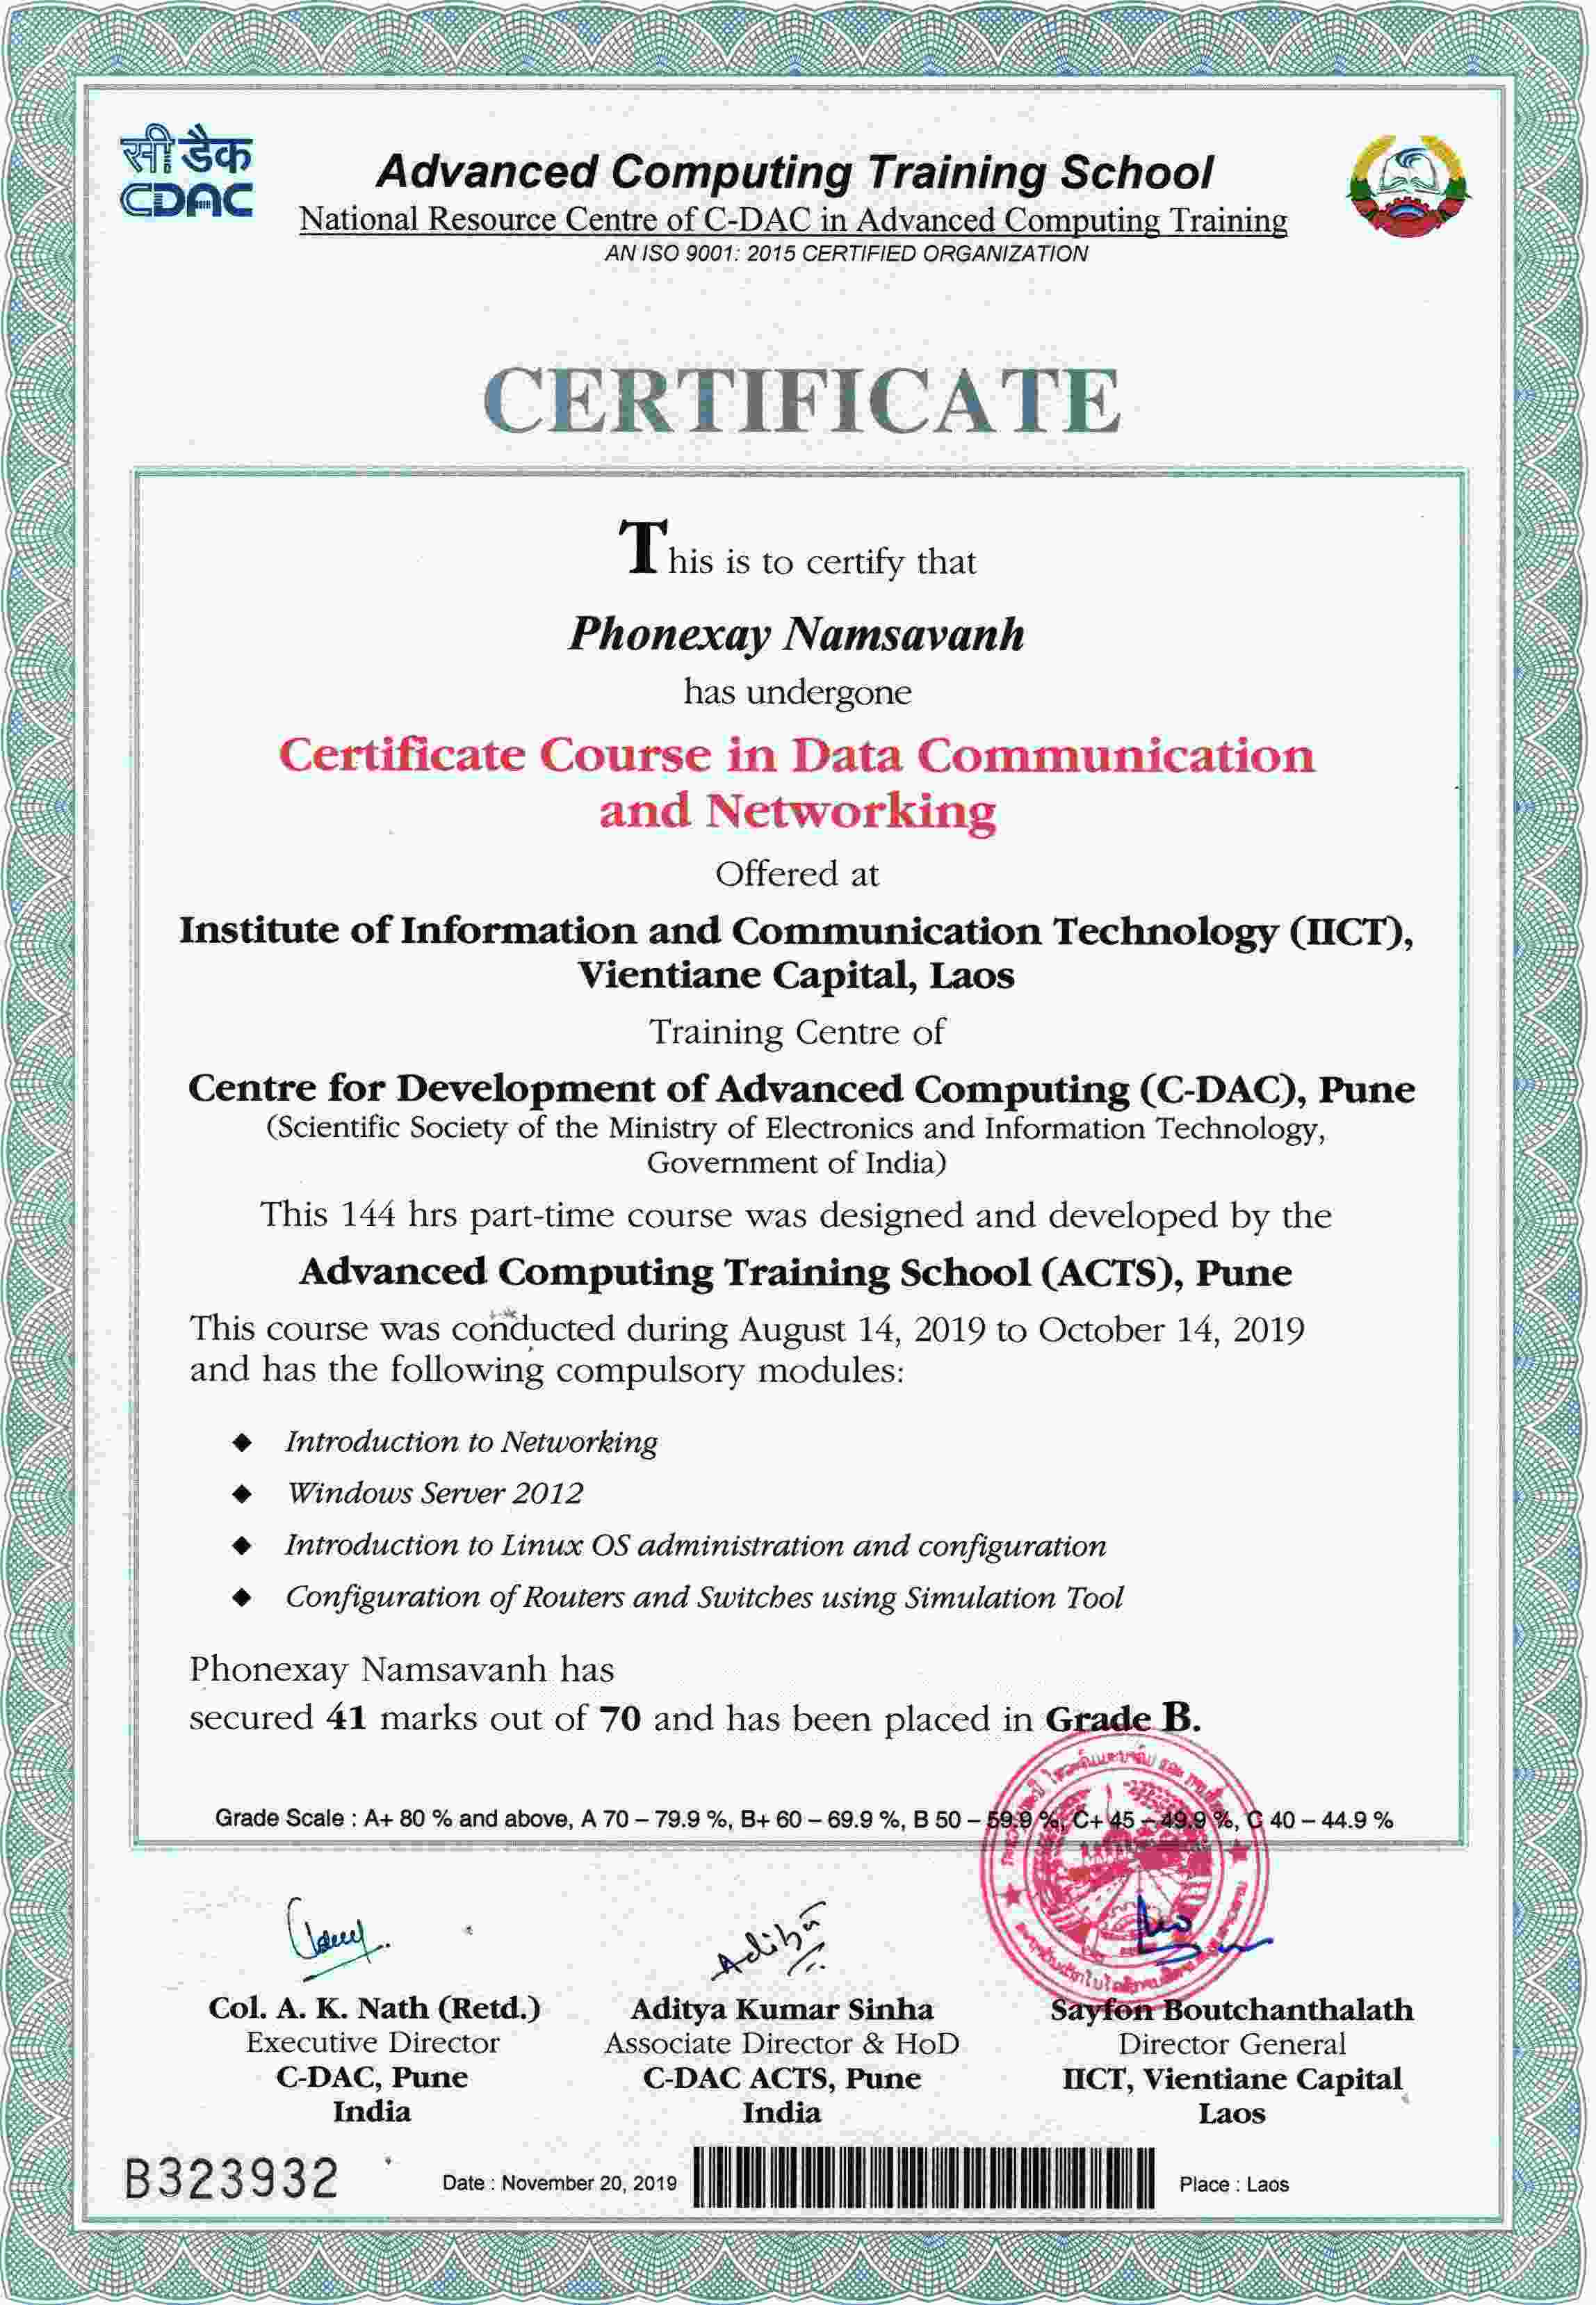 सी डैक
CDAC
Advanced Computing Training School
National Resource Centre of C-DAC in Advanced Computing Training
AN ISO 9001: 2015 CERTIFIED ORGANIZATION
CERTIFICATE
This is to certify that
Phonexay Namsavanh
has undergone
Certificate Course in Data Communication
and Networking
Offered at
Institute of Information and Communication Technology (IICT),
Vientiane Capital, Laos
Training Centre of
Centre for Development of Advanced Computing (C-DAC), Pune
(Scientific Society of the Ministry of Electronics and Information Technology,
Government of India)
This 144 hrs part-time course was designed and developed by the
Advanced Computing Training School (ACTS), Pune
This course was conducted during August 14, 2019 to October 14, 2019
and has the following compulsory modules:
◆ Introduction to Networking
◆ Windows Server 2012
◆ Introduction to Linux OS administration and configuration
◆ Configuration of Routers and Switches using Simulation Tool
Phonexay Namsavanh has
secured 41 marks out of 70 and has been placed in Grade B.
Grade Scale : A+ 80 % and above, A 70 – 79.9 %, B+ 60 – 69.9 %, B 50 – 59.9 %, C+ 45 – 49.9 %, C 40 – 44.9 %
Aditya
Col. A. K. Nath (Retd.) Aditya Kumar Sinha Sayfon Boutchanthalath
Executive Director Associate Director & HoD Director General
C-DAC, Pune C-DAC ACTS, Pune IICT, Vientiane Capital
India India Laos
B323932 Date : November 20, 2019 Place : Laos